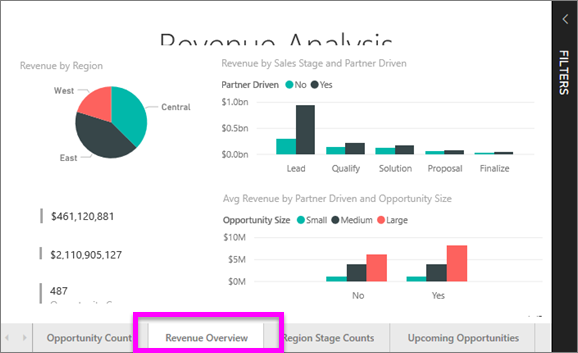 Revenue Analysis
Revenue by Region
West
Central
East
Revenue by Sales Stage and Partner Driven
Partner Driven No Yes
$1.0bn
$0.5bn
$0.0bn
Lead Qualify Solution Proposal Finalize
$461,120,881
$2,110,905,127
487
Avg Revenue by Partner Driven and Opportunity Size
Opportunity Size Small Medium Large
$10M
$5M
$0M
No Yes
FILTERS
Opportunity Count Revenue Overview Region Stage Counts Upcoming Opportunities